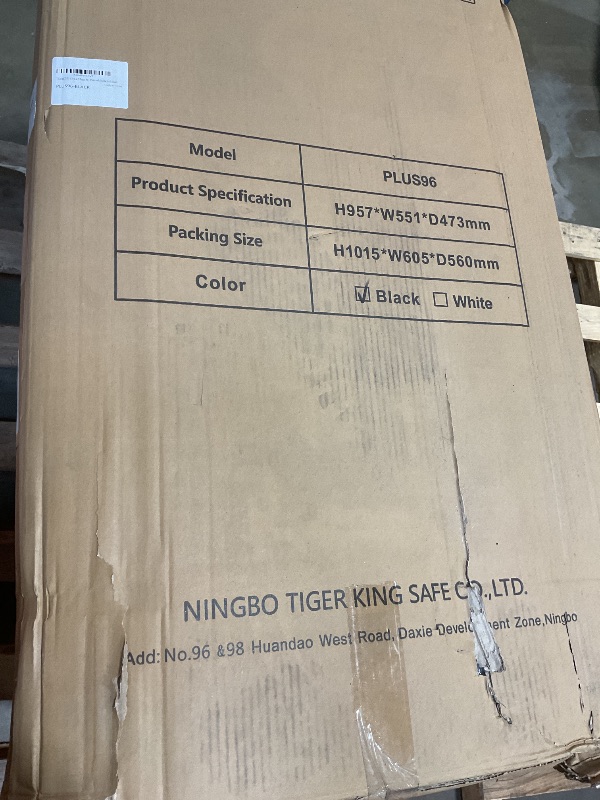 Model PLUS96
Product Specification H957*W551*D473mm
Packing Size H1015*W605*D560mm
Color ☑ Black ☐ White
NINGBO TIGER KING SAFE CO.,LTD.
Add: No.96 &98 Huandao West Road, Daxie Zone,Ningbo